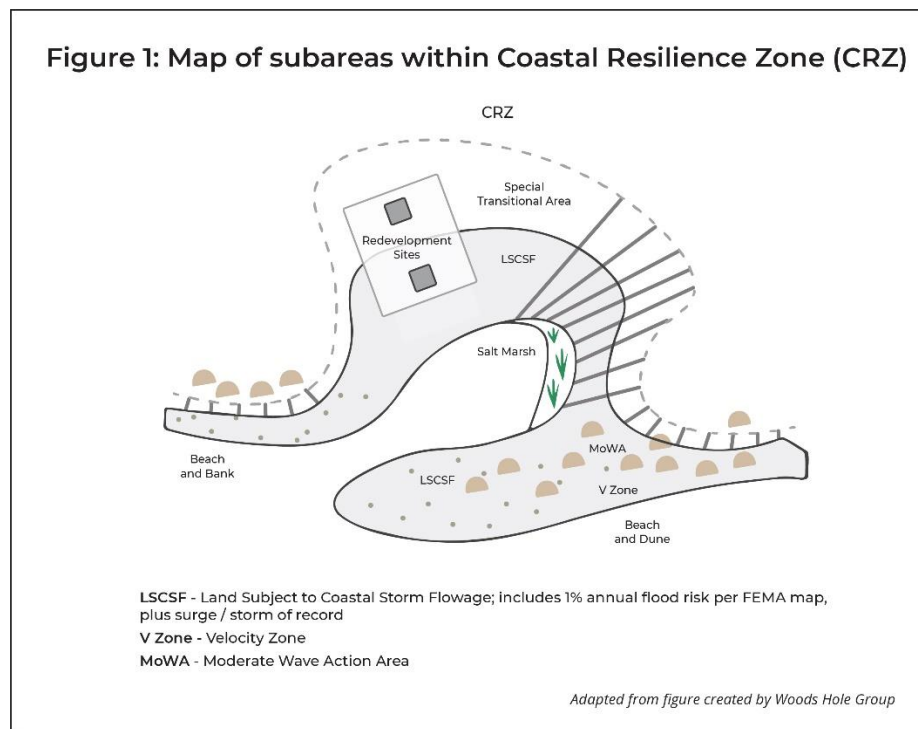 Figure 1: Map of subareas within Coastal Resilience Zone (CRZ)
CRZ
Special
Transitional Area
Redevelopment
Sites
LSCSF
Salt Marsh
Beach
and Bank
MoWA
LSCSF
V Zone
Beach
and Dune
LSCSF - Land Subject to Coastal Storm Flowage; includes 1% annual flood risk per FEMA map,
plus surge / storm of record
V Zone - Velocity Zone
MoWA - Moderate Wave Action Area
Adapted from figure created by Woods Hole Group